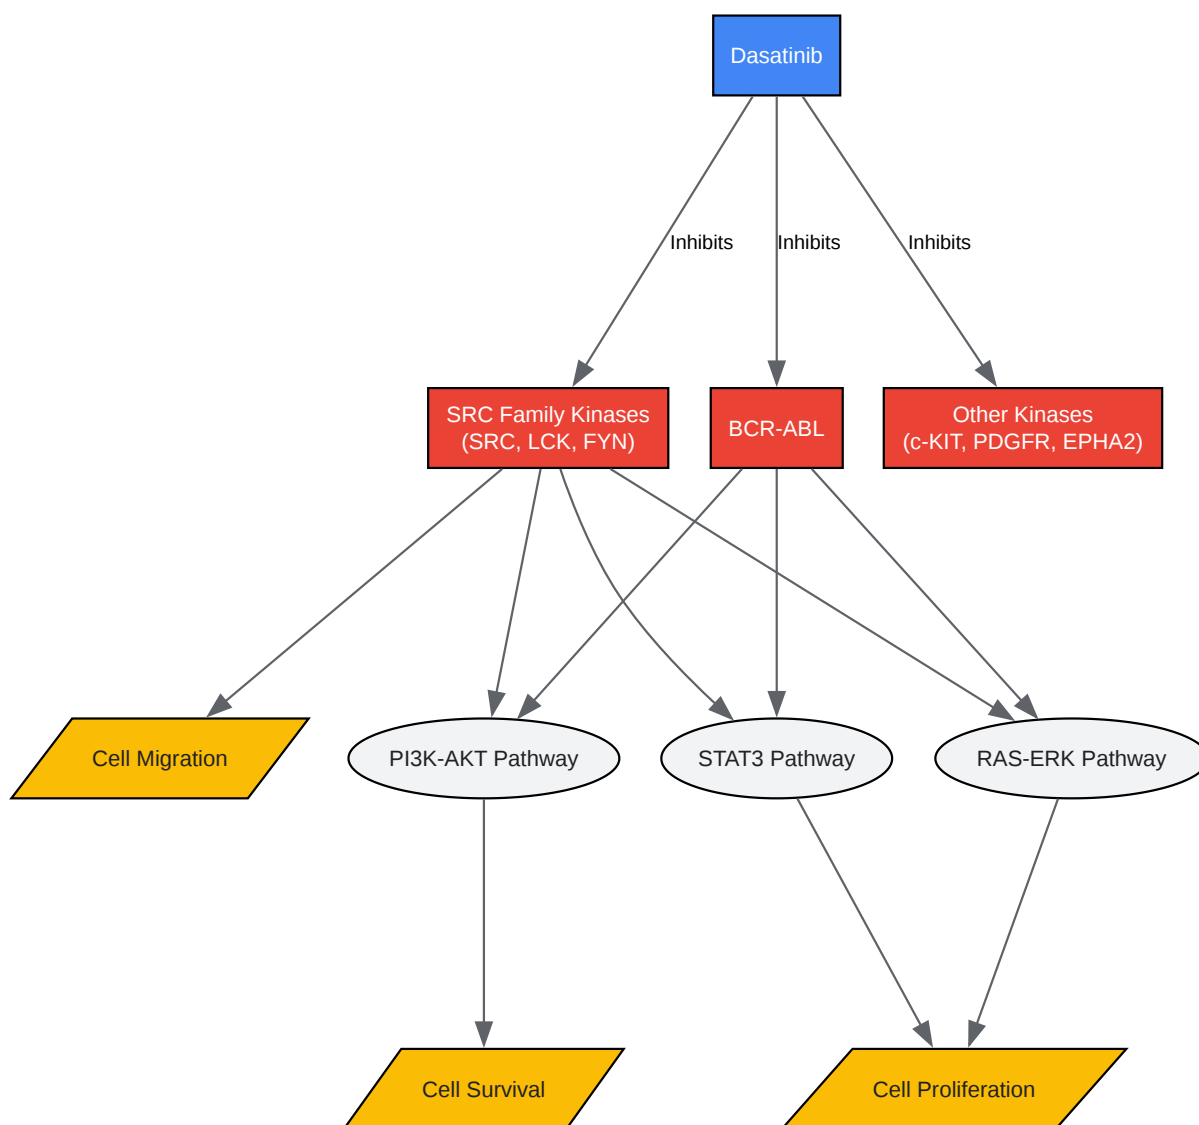 Dasatinib
Inhibits
Inhibits
Inhibits
SRC Family Kinases
(SRC, LCK, FYN)
BCR-ABL
Other Kinases
(c-KIT, PDGFR, EPHA2)
Cell Migration
PI3K-AKT Pathway
STAT3 Pathway
RAS-ERK Pathway
Cell Survival
Cell Proliferation